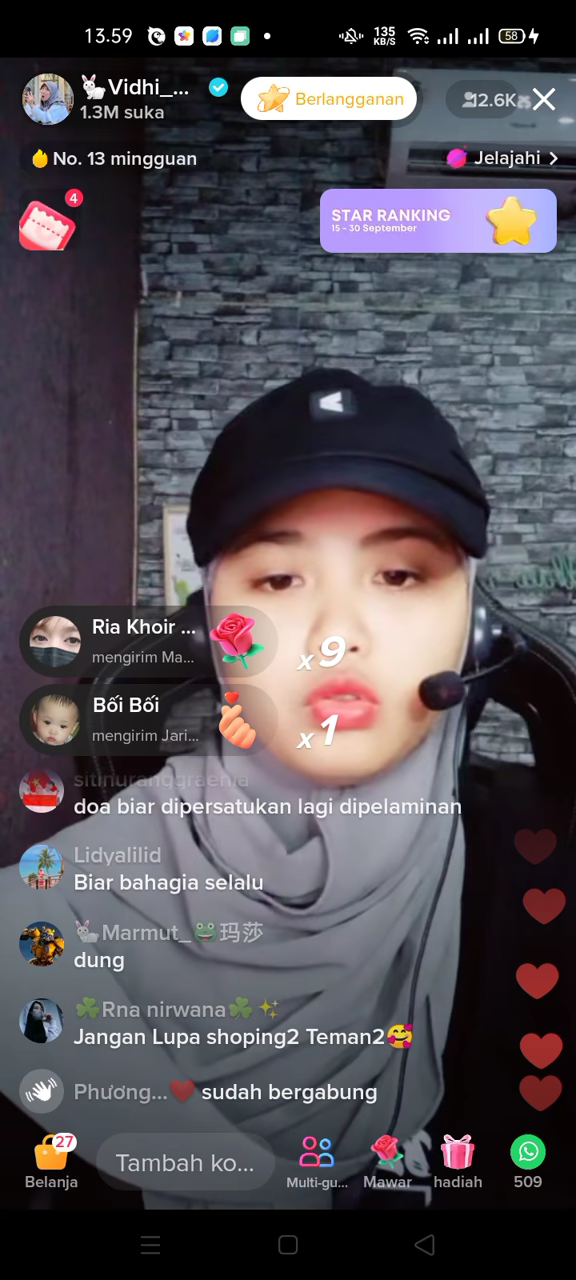 13.59
135
KB/S
58
🐇Vidhi_...
1.3M suka
Berlangganan
12.6K
No. 13 mingguan
Jelajahi >
4
STAR RANKING
15 - 30 September
Ria Khoir ...
mengirim Ma...
x9
Bối Bối
mengirim Jari...
x1
sitinuranggraenia
doa biar dipersatukan lagi dipelaminan
Lidyalilid
Biar bahagia selalu
🐇Marmut_🐸玛莎
dung
☘️Rna nirwana☘️✨
Jangan Lupa shoping2 Teman2🥰
Phương...❤️ sudah bergabung
27
Tambah ko...
Belanja
Multi-gu...
Mawar
hadiah
509